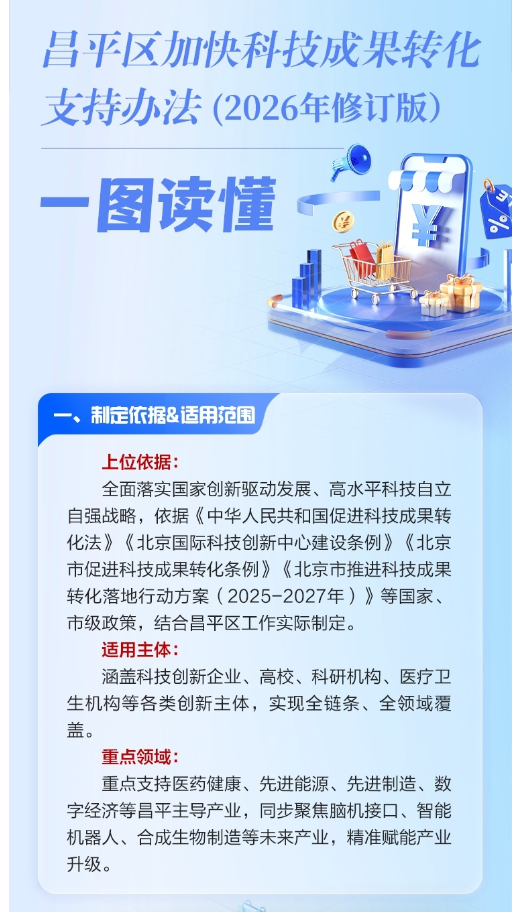 昌平区加快科技成果转化
支持办法(2026年修订版)
一图读懂
¥
%
一、制定依据&适用范围
上位依据：
全面落实国家创新驱动发展、高水平科技自立
自强战略，依据《中华人民共和国促进科技成果转
化法》《北京国际科技创新中心建设条例》《北京
市促进科技成果转化条例》《北京市推进科技成果
转化落地行动方案（2025-2027年）》等国家、
市级政策，结合昌平区工作实际制定。
适用主体：
涵盖科技创新企业、高校、科研机构、医疗卫
生机构等各类创新主体，实现全链条、全领域覆
盖。
重点领域：
重点支持医药健康、先进能源、先进制造、数
字经济等昌平主导产业，同步聚焦脑机接口、智能
机器人、合成生物制造等未来产业，精准赋能产业
升级。